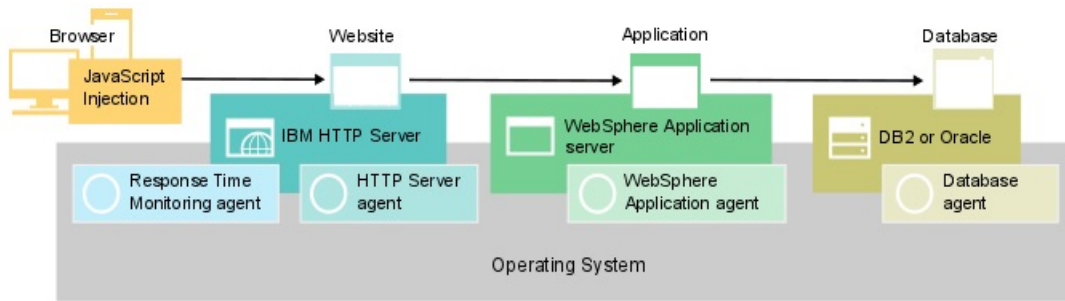 Browser
Website
Application
Database
JavaScript
Injection
IBM HTTP Server
WebSphere Application
server
DB2 or Oracle
Response Time
Monitoring agent
HTTP Server
agent
WebSphere
Application agent
Database
agent
Operating System